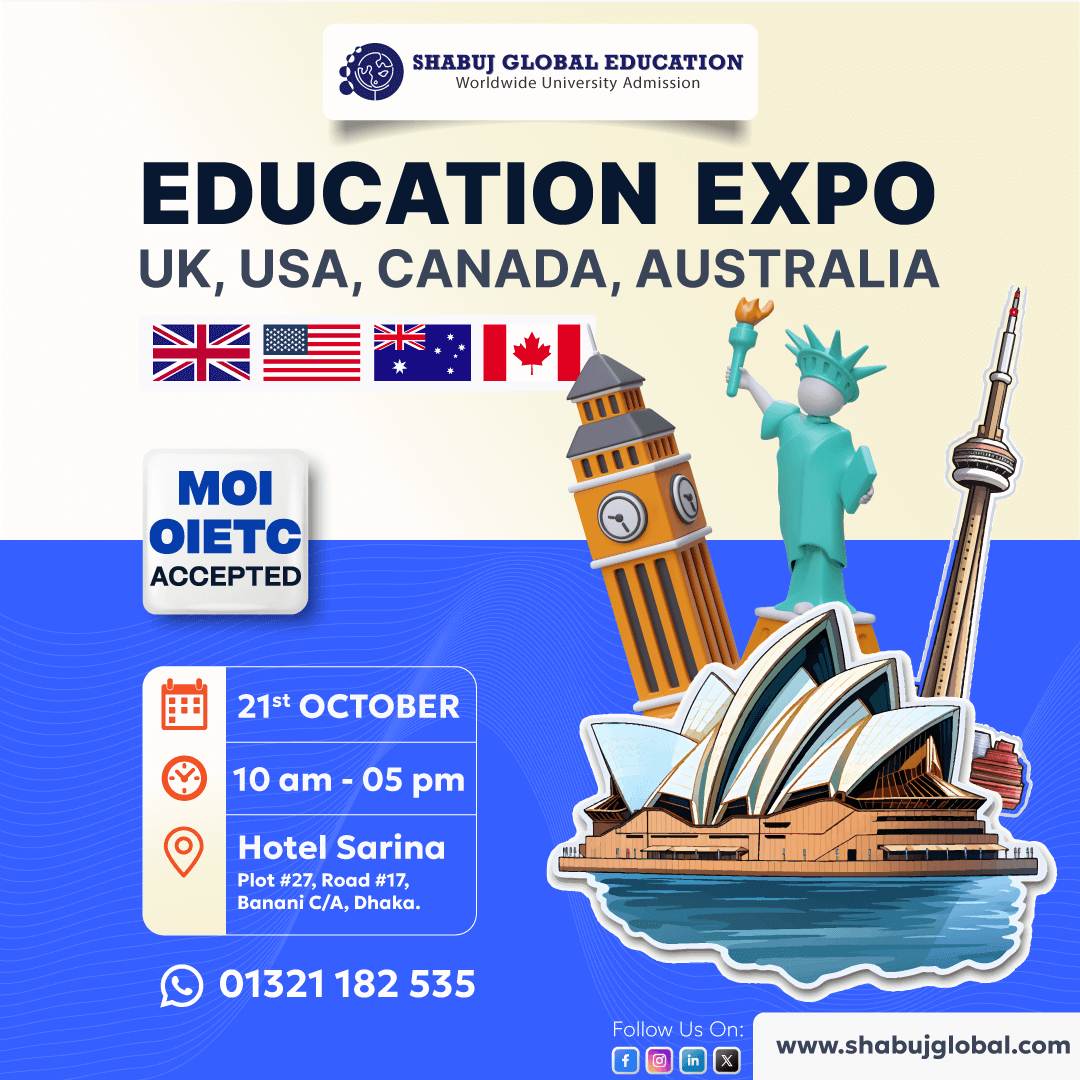 SHABUJ GLOBAL EDUCATION
Worldwide University Admission
EDUCATION EXPO
UK, USA, CANADA, AUSTRALIA
MOI
OIETC
ACCEPTED
21st OCTOBER
10 am - 05 pm
Hotel Sarina
Plot #27, Road #17,
Banani C/A, Dhaka.
01321 182 535
Follow Us On:
www.shabujglobal.com